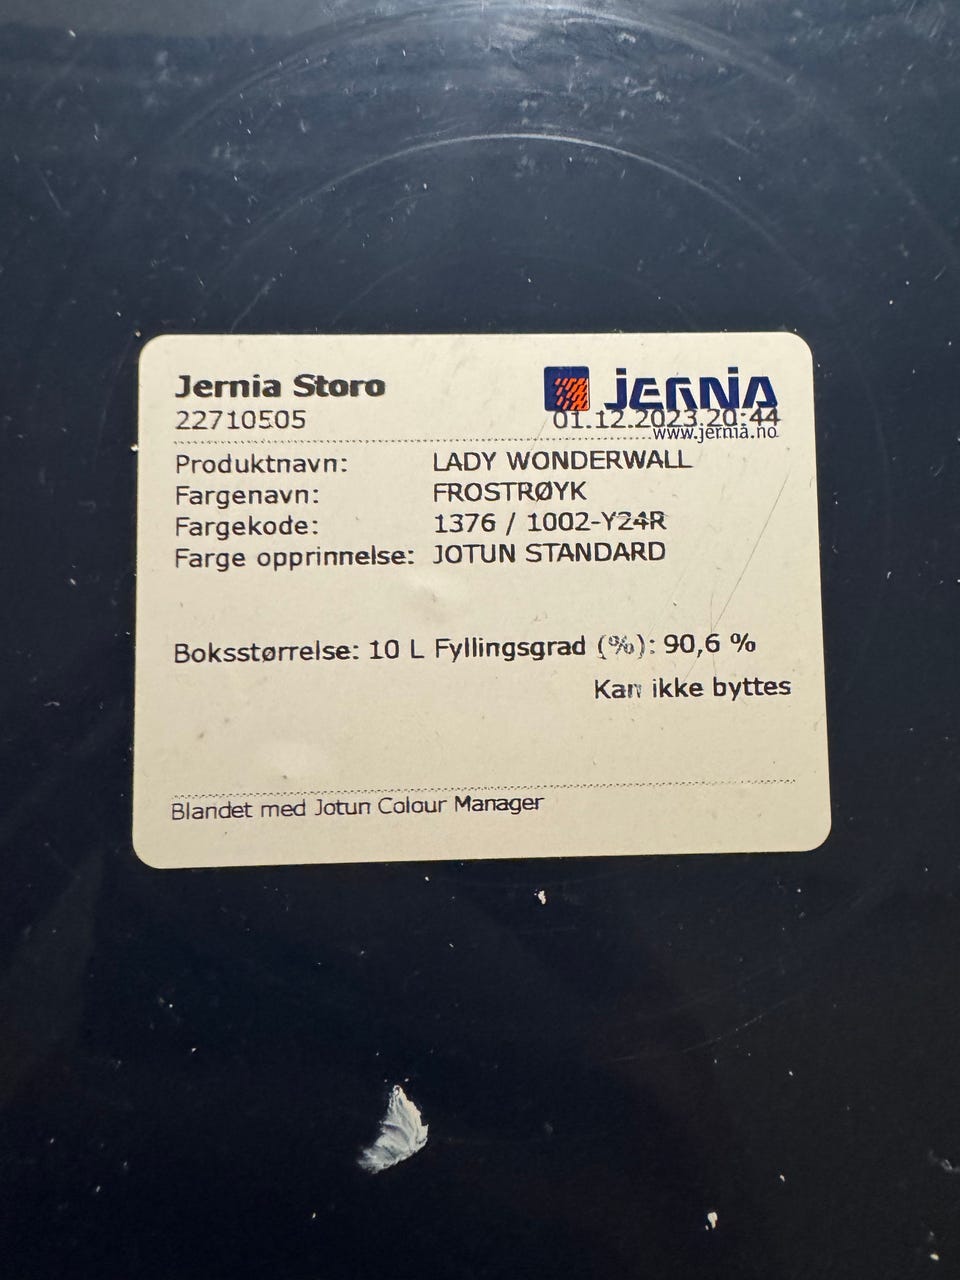 Jernia Storo
JERNIA
22710505
01.12.2023 20:44
www.jernia.no
Produktnavn: LADY WONDERWALL
Fargenavn: FROSTRØYK
Fargekode: 1376 / 1002-Y24R
Farge opprinnelse: JOTUN STANDARD
Boksstørrelse: 10 L Fyllingsgrad (%): 90,6 %
Kan ikke byttes
Blandet med Jotun Colour Manager